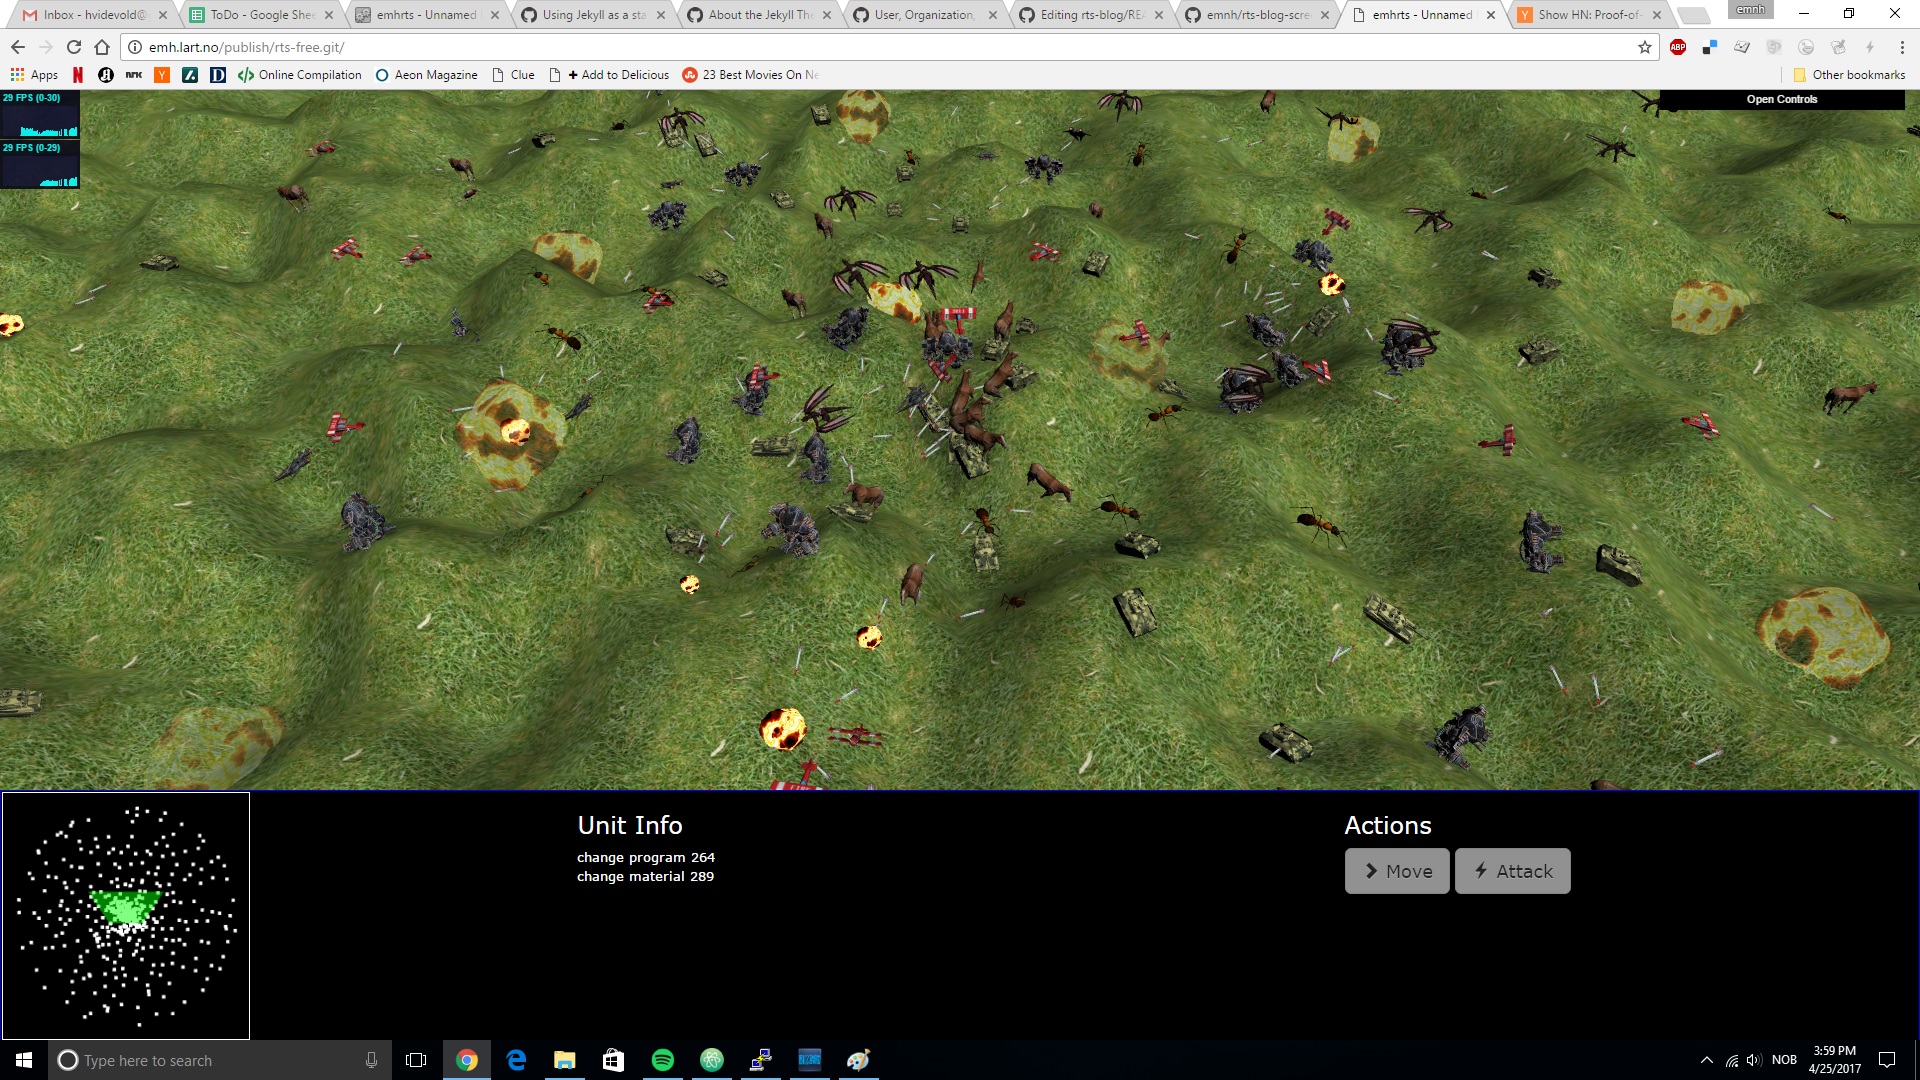 Inbox - hvidevold@
ToDo - Google Shee
emhrts - Unnamed
Using Jekyll as a sta
About the Jekyll The
User, Organization,
Editing rts-blog/REA
emnh/rts-blog-scree
emhrts - Unnamed
Show HN: Proof-of-
emnh
emh.lart.no/publish/rts-free.git/
ABP
Apps
N
nrk
Y
D
Online Compilation
Aeon Magazine
Clue
+ Add to Delicious
23 Best Movies On Ne
Other bookmarks
29 FPS (0-30)
Open Controls
29 FPS (0-29)
Unit Info
change program 264
change material 289
Actions
Move
Attack
Type here to search
NOB
3:59 PM
4/25/2017